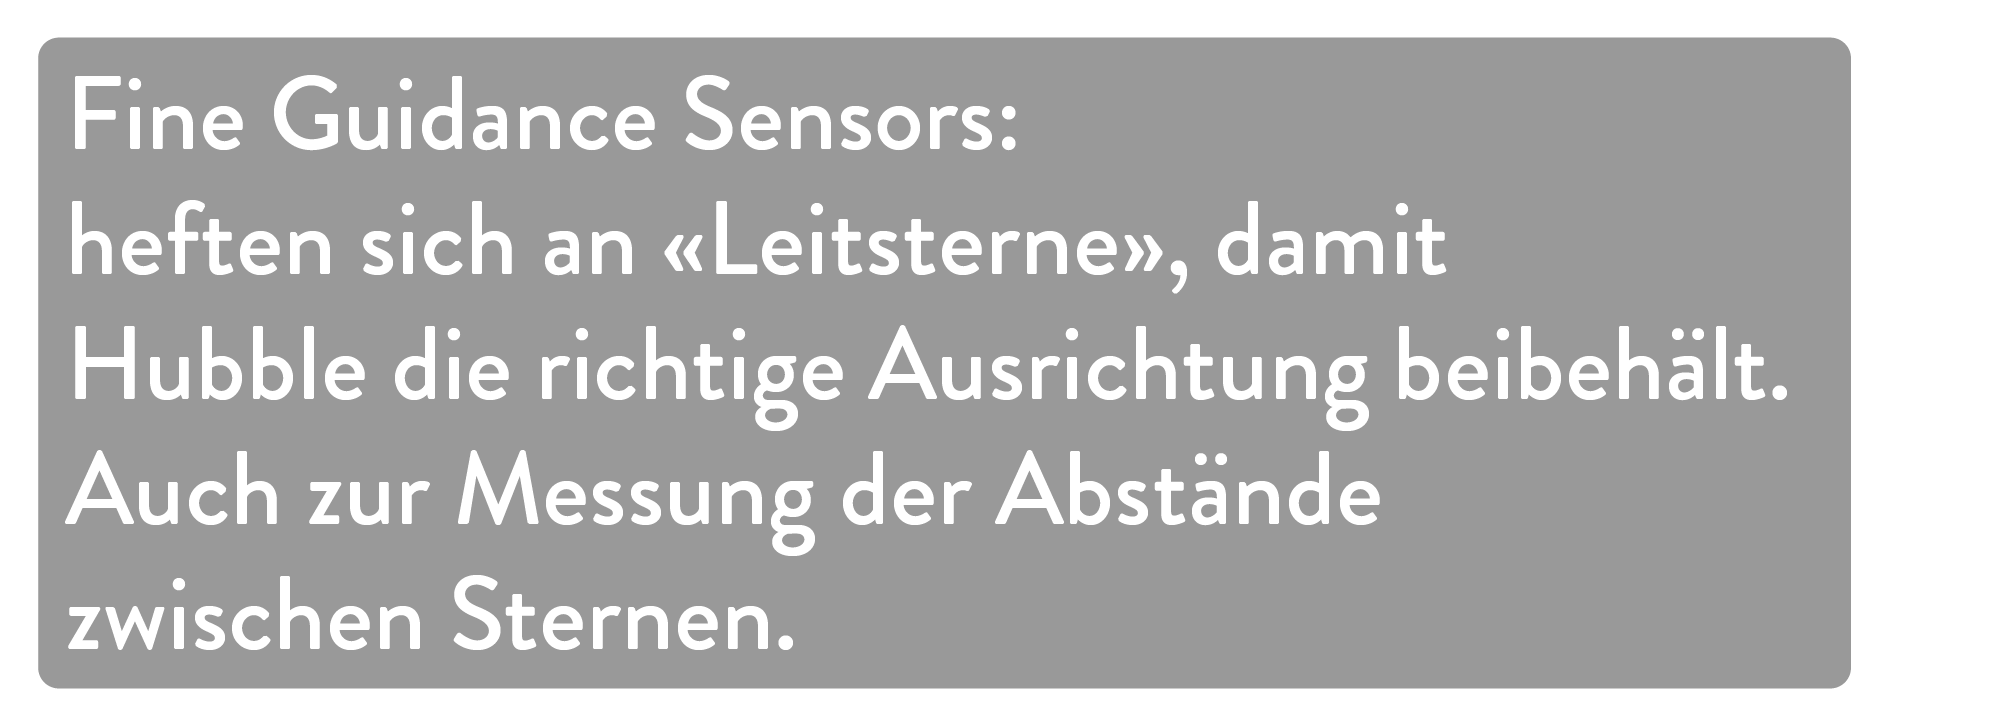 Fine Guidance Sensors:
heften sich an «Leitsterne», damit
Hubble die richtige Ausrichtung beibehält.
Auch zur Messung der Abstände
zwischen Sternen.